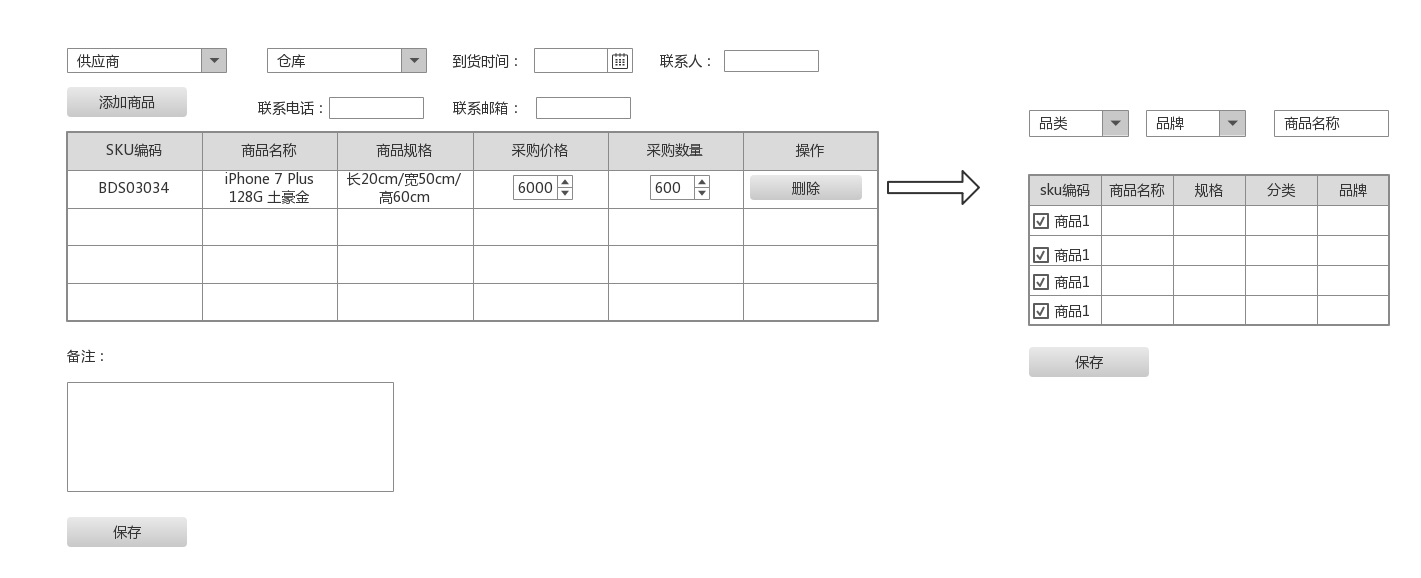 供应商
仓库
到货时间：
联系人：
添加商品
联系电话：
联系邮箱：
SKU编码
商品名称
商品规格
采购价格
采购数量
操作
BDS03034
iPhone 7 Plus
128G 土豪金
长20cm/宽50cm/
高60cm
6000
600
删除
备注：
保存
品类
品牌
商品名称
sku编码
商品名称
规格
分类
品牌
商品1
商品1
商品1
商品1
保存